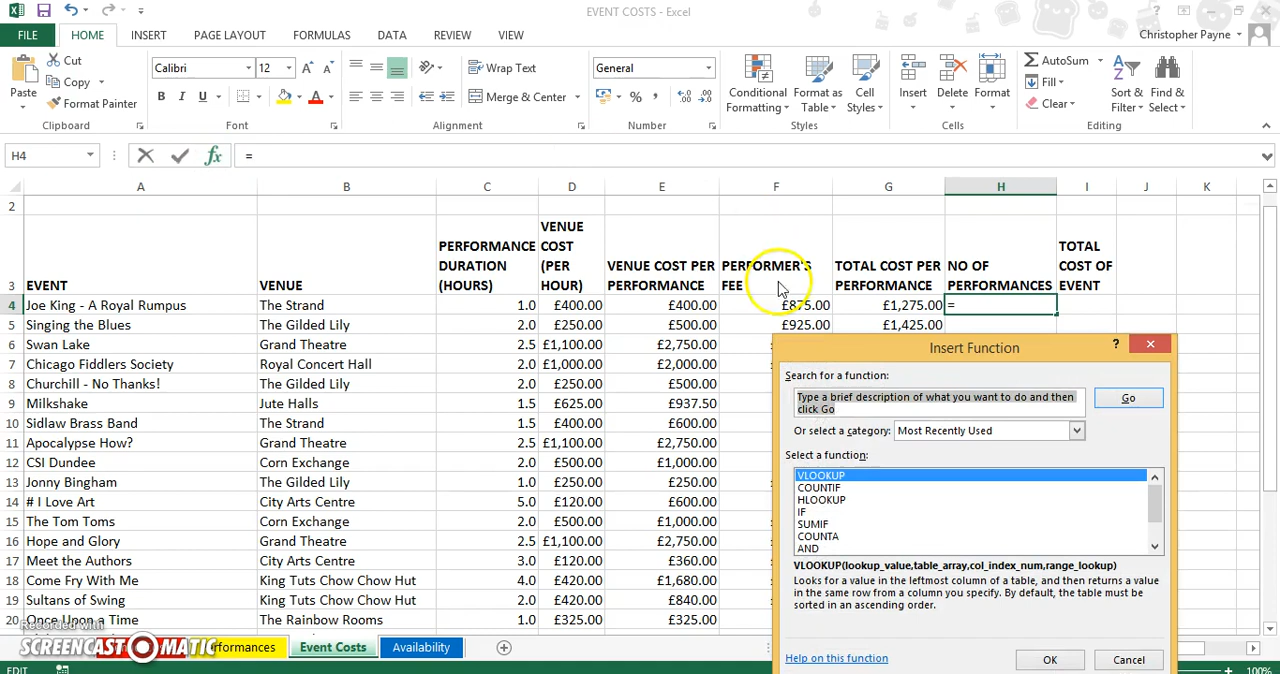 EVENT COSTS - Excel
FILE HOME INSERT PAGE LAYOUT FORMULAS DATA REVIEW VIEW Christopher Payne
Cut
Copy
Format Painter
Paste
Clipboard
Calibri 12
B I U
Font
Wrap Text
Merge & Center
Alignment
General
%
Number
Conditional Formatting
Format as Table
Cell Styles
Styles
Insert Delete Format
Cells
AutoSum
Fill
Clear
Sort & Filter
Find & Select
Editing
H4 fx =
A B C D E F G H I J K
2
3 EVENT VENUE PERFORMANCE DURATION (HOURS) VENUE COST (PER HOUR) VENUE COST PER PERFORMANCE PERFORMER'S FEE TOTAL COST PER PERFORMANCE NO OF PERFORMANCES TOTAL COST OF EVENT
4 Joe King - A Royal Rumpus The Strand 1.0 £400.00 £400.00 £875.00 £1,275.00 =
5 Singing the Blues The Gilded Lily 2.0 £250.00 £500.00 £925.00 £1,425.00
6 Swan Lake Grand Theatre 2.5 £1,100.00 £2,750.00
7 Chicago Fiddlers Society Royal Concert Hall 2.0 £1,000.00 £2,000.00
8 Churchill - No Thanks! The Gilded Lily 2.0 £250.00 £500.00
9 Milkshake Jute Halls 1.5 £625.00 £937.50
10 Sidlaw Brass Band The Strand 1.5 £400.00 £600.00
11 Apocalypse How? Grand Theatre 2.5 £1,100.00 £2,750.00
12 CSI Dundee Corn Exchange 2.0 £500.00 £1,000.00
13 Jonny Bingham The Gilded Lily 1.0 £250.00 £250.00
14 # I Love Art City Arts Centre 5.0 £120.00 £600.00
15 The Tom Toms Corn Exchange 2.0 £500.00 £1,000.00
16 Hope and Glory Grand Theatre 2.5 £1,100.00 £2,750.00
17 Meet the Authors City Arts Centre 3.0 £120.00 £360.00
18 Come Fry With Me King Tuts Chow Chow Hut 4.0 £420.00 £1,680.00
19 Sultans of Swing King Tuts Chow Chow Hut 2.0 £420.00 £840.00
20 Once Upon a Time The Rainbow Rooms 1.0 £325.00 £325.00
Insert Function
?
Search for a function:
Type a brief description of what you want to do and then
click Go
Go
Or select a category: Most Recently Used
Select a function:
VLOOKUP
COUNTIF
HLOOKUP
IF
SUMIF
COUNTA
AND
VLOOKUP(lookup_value,table_array,col_index_num,range_lookup)
Looks for a value in the leftmost column of a table, and then returns a value
in the same row from a column you specify. By default, the table must be
sorted in an ascending order.
Help on this function
OK Cancel
Recorded with
SCREENCAST MATIC
erformances Event Costs Availability
EDIT 100%